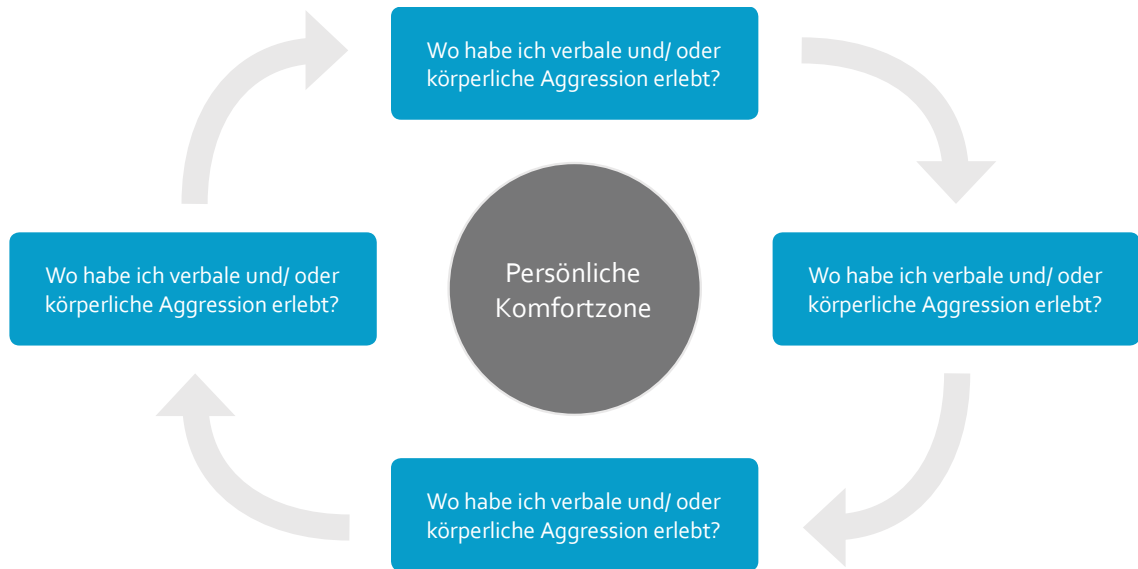 Wo habe ich verbale und/ oder
körperliche Aggression erlebt?
Wo habe ich verbale und/ oder
körperliche Aggression erlebt?
Persönliche
Komfortzone
Wo habe ich verbale und/ oder
körperliche Aggression erlebt?
Wo habe ich verbale und/ oder
körperliche Aggression erlebt?